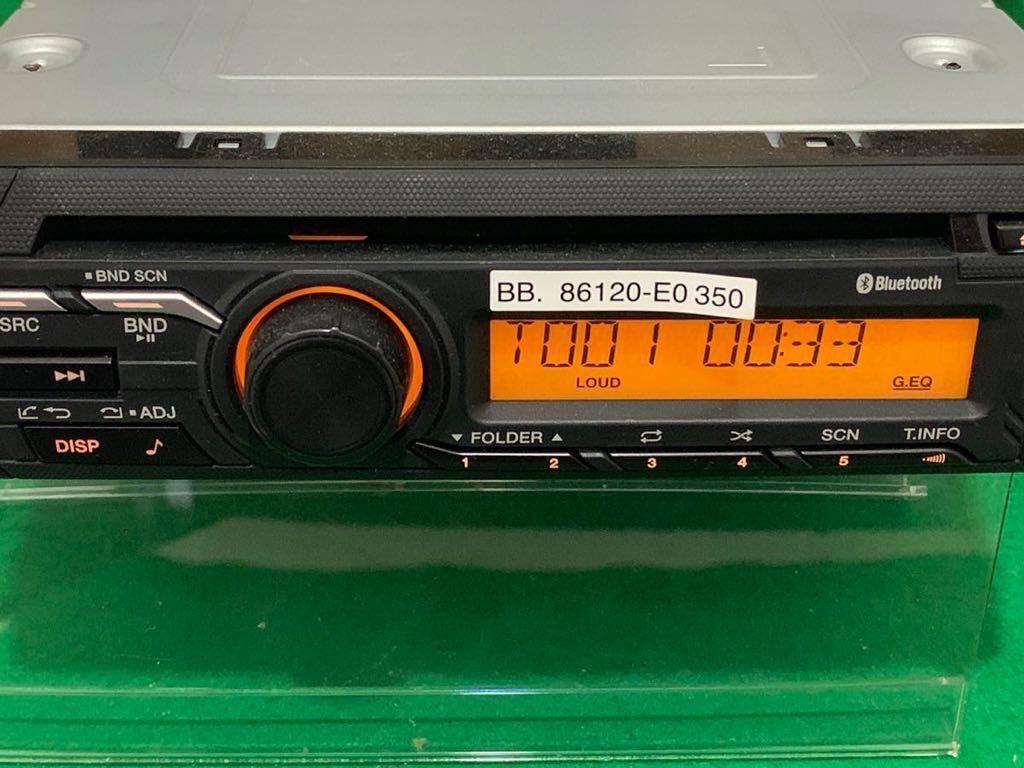 BND SCN
BB. 86120-E0 350
Bluetooth
SRC
BND
T001 00:33
LOUD
G.EQ
ADJ
DISP
FOLDER
SCN
T.INFO
1 2 3 4 5